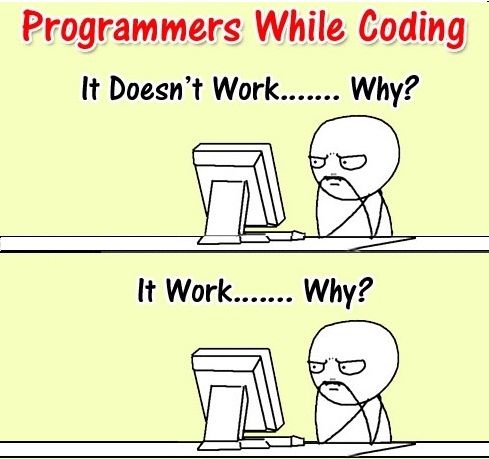 Programmers While Coding
It Doesn't Work....... Why?
It Work....... Why?